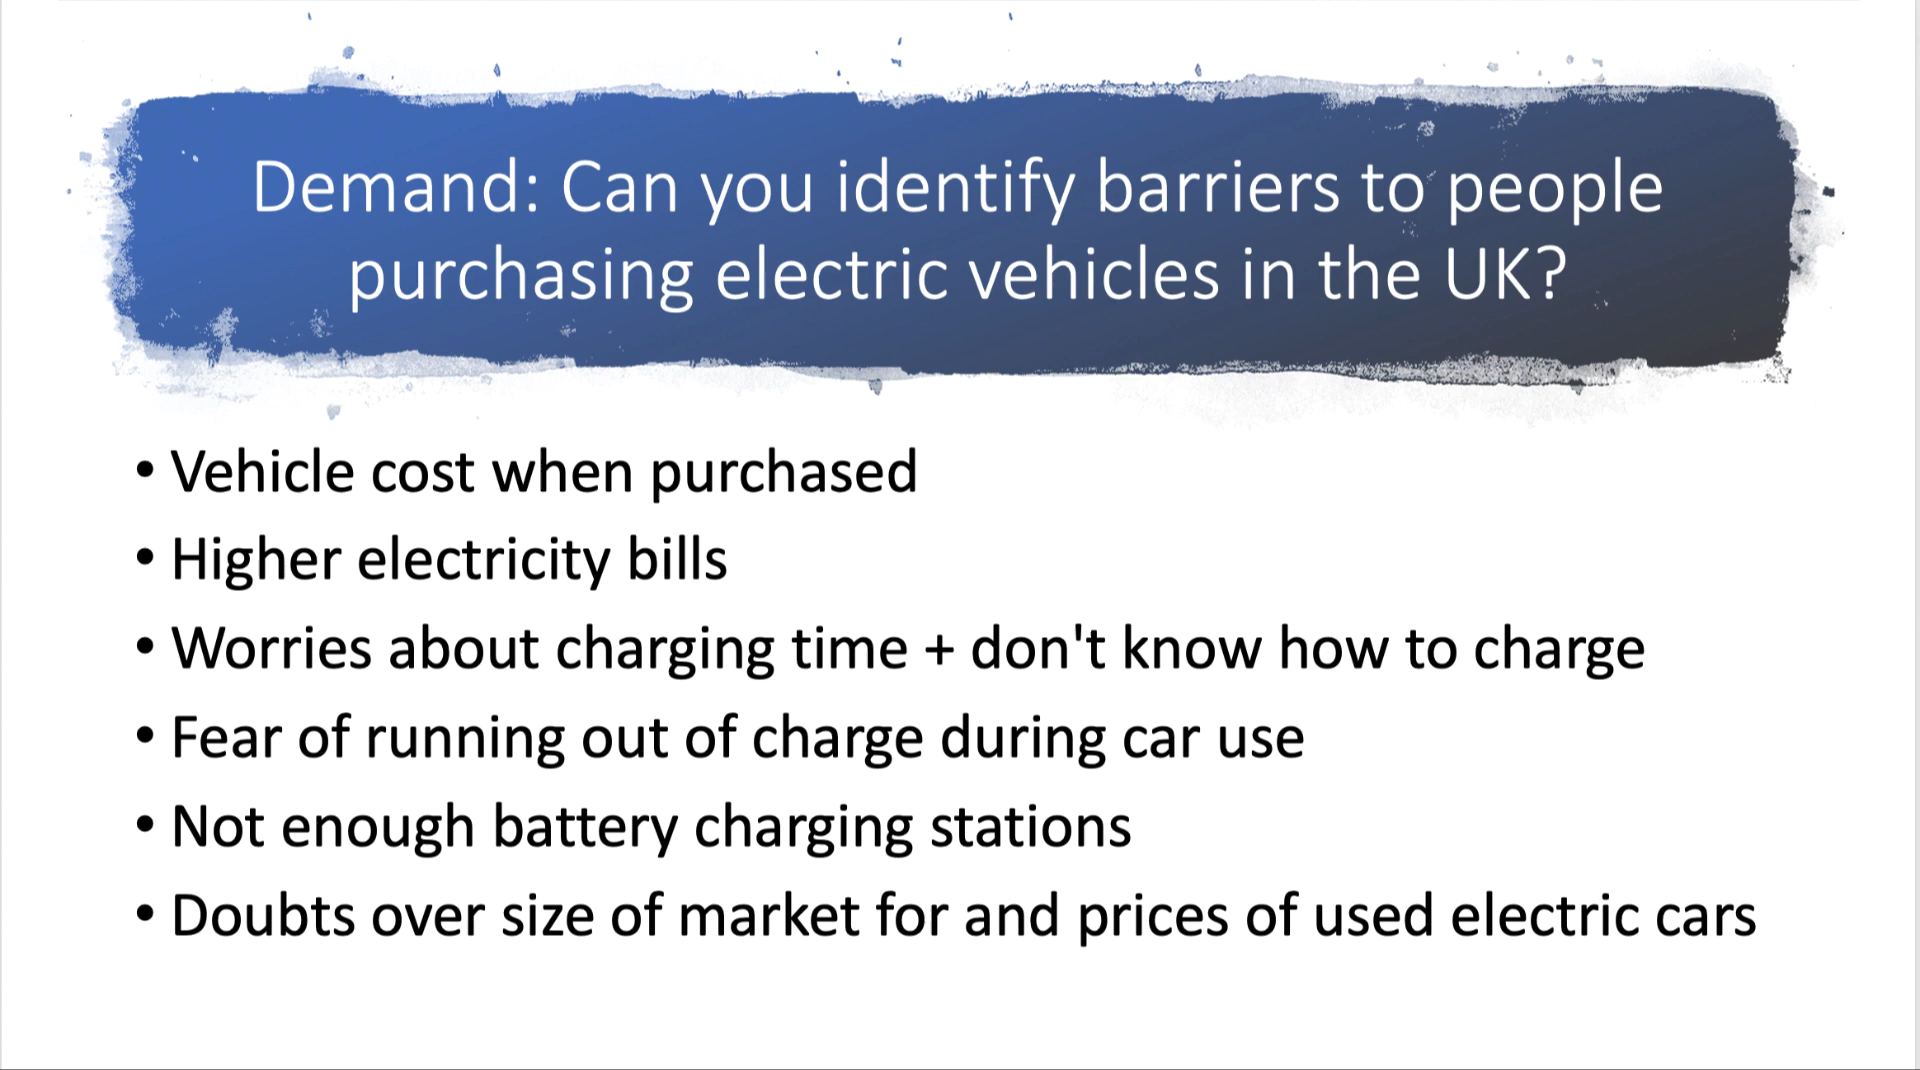 Demand: Can you identify barriers to people
purchasing electric vehicles in the UK?
• Vehicle cost when purchased
• Higher electricity bills
• Worries about charging time + don't know how to charge
• Fear of running out of charge during car use
• Not enough battery charging stations
• Doubts over size of market for and prices of used electric cars